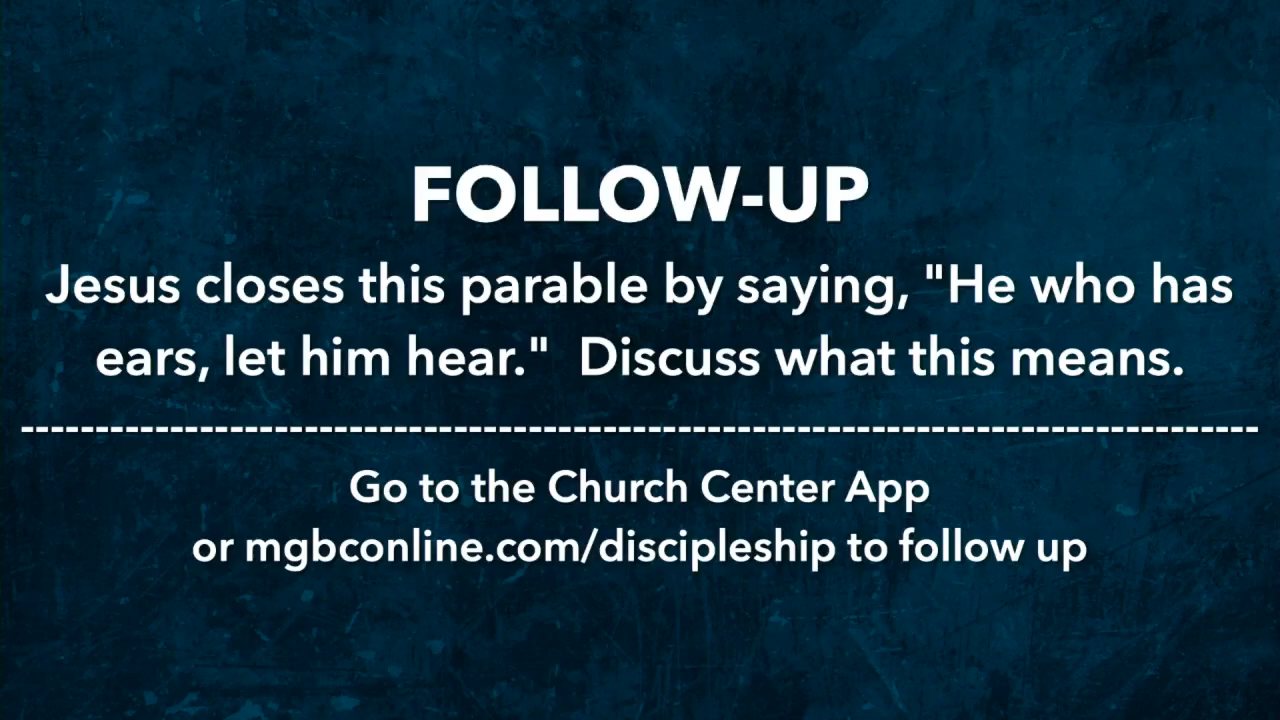 FOLLOW-UP
Jesus closes this parable by saying, "He who has
ears, let him hear."  Discuss what this means.
-----------------------------------------------------------------------------------
Go to the Church Center App
or mgbconline.com/discipleship to follow up